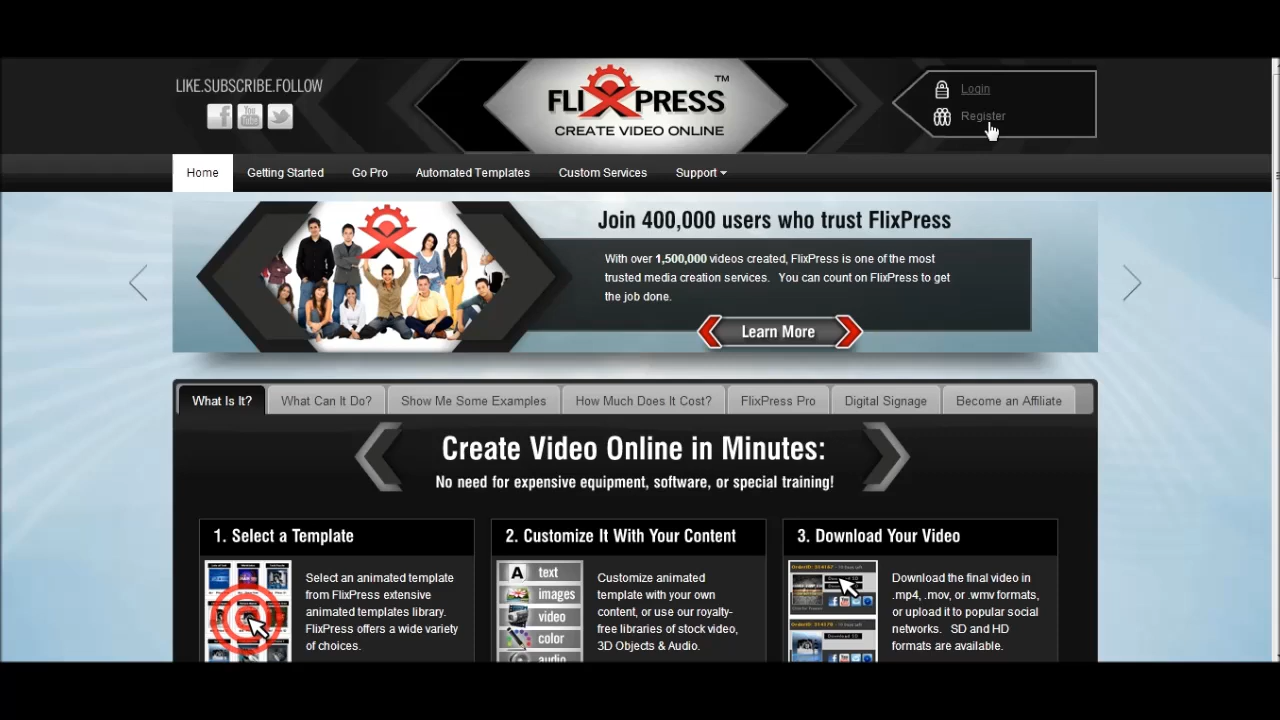 LIKE.SUBSCRIBE.FOLLOW
You Tube
FLIXPRESS™
CREATE VIDEO ONLINE
Login
Register
Home
Getting Started
Go Pro
Automated Templates
Custom Services
Support
Join 400,000 users who trust FlixPress
With over 1,500,000 videos created, FlixPress is one of the most
trusted media creation services. You can count on FlixPress to get
the job done.
Learn More
What Is It?
What Can It Do?
Show Me Some Examples
How Much Does It Cost?
FlixPress Pro
Digital Signage
Become an Affiliate
Create Video Online in Minutes:
No need for expensive equipment, software, or special training!
1. Select a Template
Select an animated template
from FlixPress extensive
animated templates library.
FlixPress offers a wide variety
of choices.
2. Customize It With Your Content
A text
images
video
color
audio
Customize animated
template with your own
content, or use our royalty-
free libraries of stock video,
3D Objects & Audio.
3. Download Your Video
Download the final video in
.mp4, .mov, or .wmv formats,
or upload it to popular social
networks. SD and HD
formats are available.